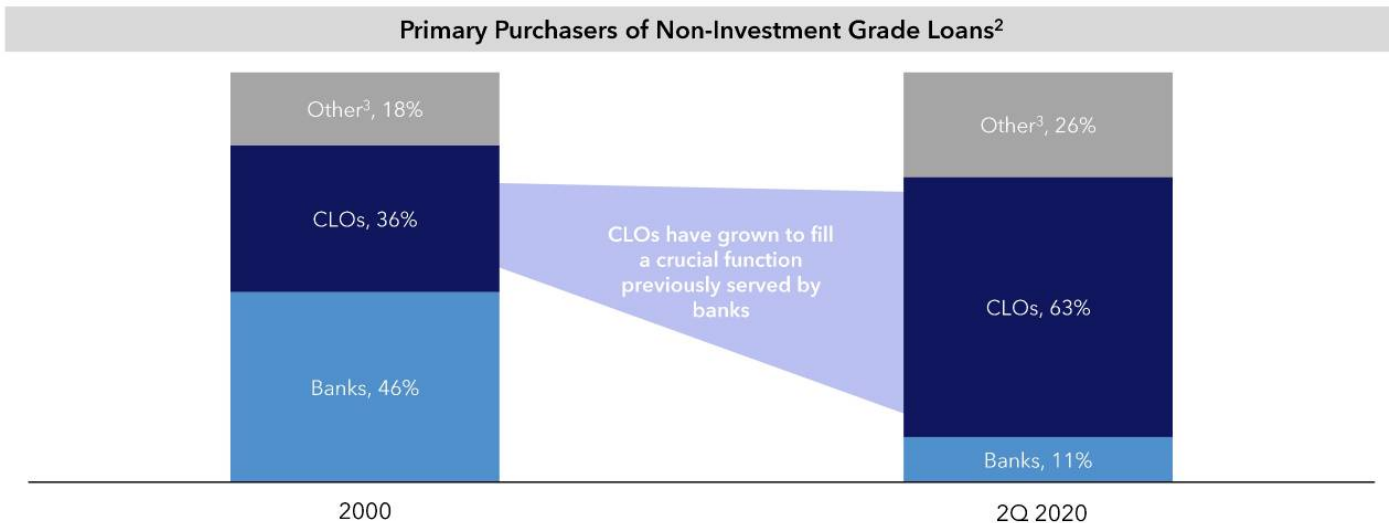 Primary Purchasers of Non-Investment Grade Loans²
Other³, 18%
CLOs, 36%
Banks, 46%
CLOs have grown to fill
a crucial function
previously served by
banks
Other³, 26%
CLOs, 63%
Banks, 11%
2000
2Q 2020